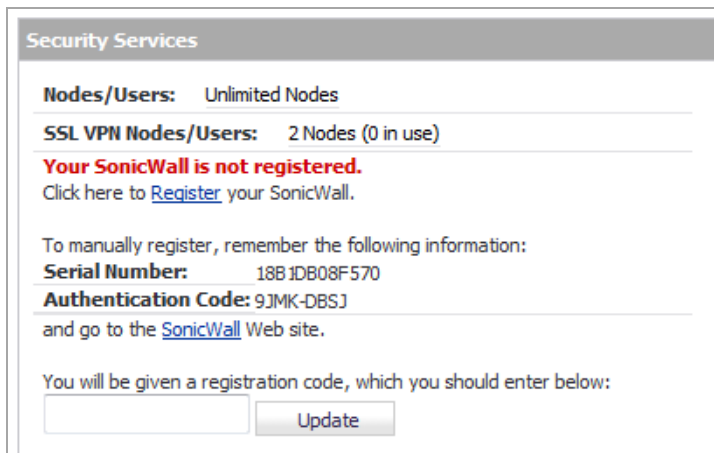 Security Services
Nodes/Users: Unlimited Nodes
SSL VPN Nodes/Users: 2 Nodes (0 in use)
Your SonicWall is not registered.
Click here to Register your SonicWall.
To manually register, remember the following information:
Serial Number: 18B1DB08F570
Authentication Code: 9JMK-DBSJ
and go to the SonicWall Web site.
You will be given a registration code, which you should enter below:
Update